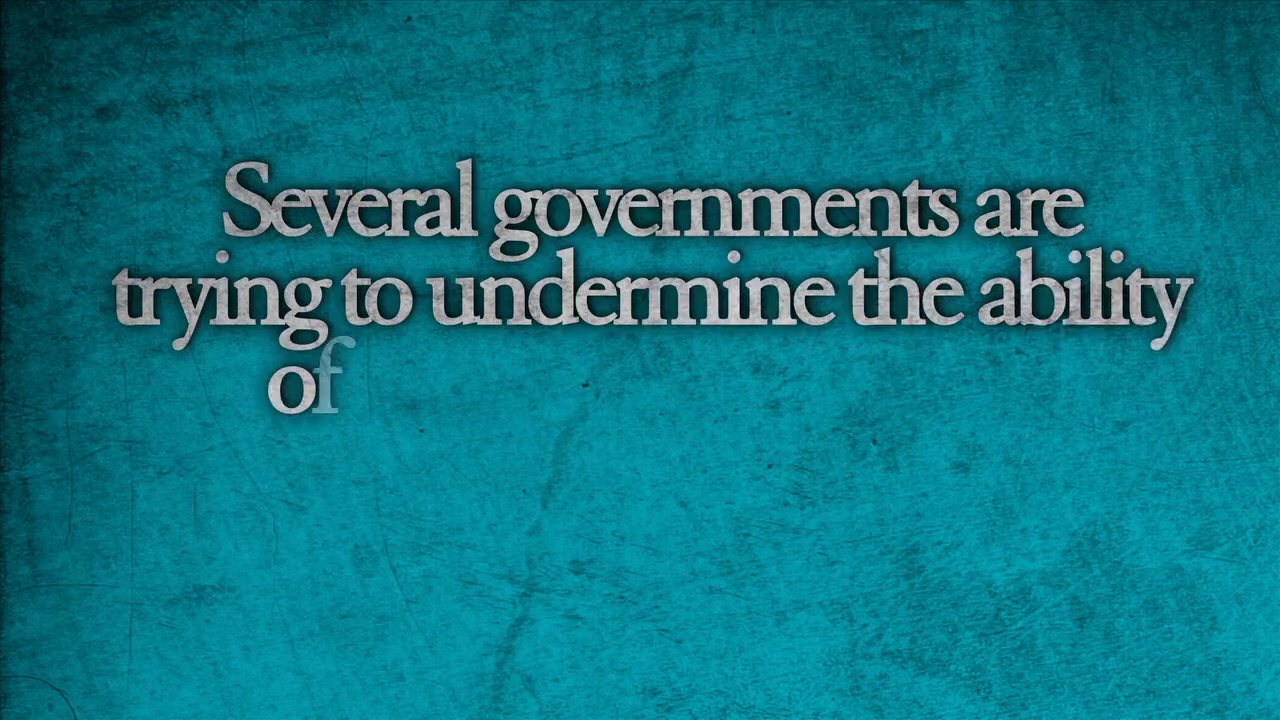 Several governments are
trying to undermine the ability
of